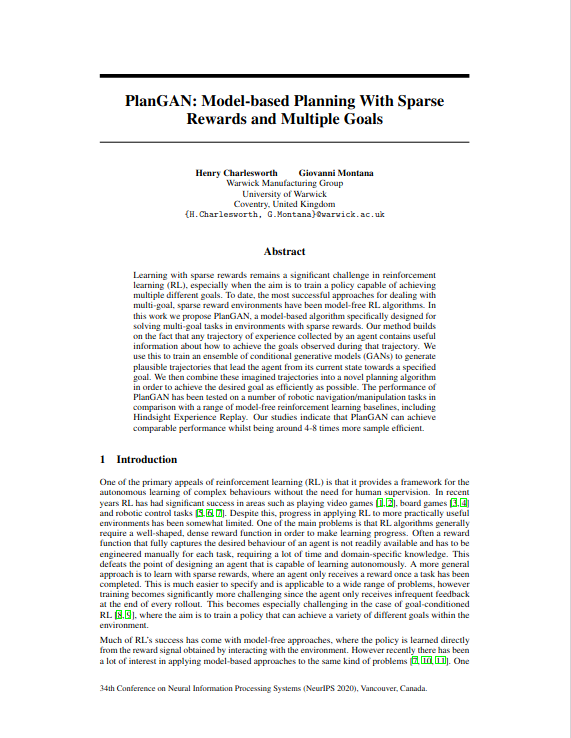 PlanGAN: Model-based Planning With Sparse
Rewards and Multiple Goals
Henry Charlesworth Giovanni Montana
Warwick Manufacturing Group
University of Warwick
Coventry, United Kingdom
{H.Charlesworth, G.Montana}@warwick.ac.uk
Abstract
Learning with sparse rewards remains a significant challenge in reinforcement
learning (RL), especially when the aim is to train a policy capable of achieving
multiple different goals. To date, the most successful approaches for dealing with
multi-goal, sparse reward environments have been model-free RL algorithms. In
this work we propose PlanGAN, a model-based algorithm specifically designed for
solving multi-goal tasks in environments with sparse rewards. Our method builds
on the fact that any trajectory of experience collected by an agent contains useful
information about how to achieve the goals observed during that trajectory. We
use this to train an ensemble of conditional generative models (GANs) to generate
plausible trajectories that lead the agent from its current state towards a specified
goal. We then combine these imagined trajectories into a novel planning algorithm
in order to achieve the desired goal as efficiently as possible. The performance of
PlanGAN has been tested on a number of robotic navigation/manipulation tasks in
comparison with a range of model-free reinforcement learning baselines, including
Hindsight Experience Replay. Our studies indicate that PlanGAN can achieve
comparable performance whilst being around 4-8 times more sample efficient.
1 Introduction
One of the primary appeals of reinforcement learning (RL) is that it provides a framework for the
autonomous learning of complex behaviours without the need for human supervision. In recent
years RL has had significant success in areas such as playing video games [1, 2], board games [3, 4]
and robotic control tasks [5, 6, 7]. Despite this, progress in applying RL to more practically useful
environments has been somewhat limited. One of the main problems is that RL algorithms generally
require a well-shaped, dense reward function in order to make learning progress. Often a reward
function that fully captures the desired behaviour of an agent is not readily available and has to be
engineered manually for each task, requiring a lot of time and domain-specific knowledge. This
defeats the point of designing an agent that is capable of learning autonomously. A more general
approach is to learn with sparse rewards, where an agent only receives a reward once a task has been
completed. This is much easier to specify and is applicable to a wide range of problems, however
training becomes significantly more challenging since the agent only receives infrequent feedback
at the end of every rollout. This becomes especially challenging in the case of goal-conditioned
RL [8, 9], where the aim is to train a policy that can achieve a variety of different goals within the
environment.
Much of RL's success has come with model-free approaches, where the policy is learned directly
from the reward signal obtained by interacting with the environment. However recently there has been
a lot of interest in applying model-based approaches to the same kind of problems [7, 10, 11]. One
34th Conference on Neural Information Processing Systems (NeurIPS 2020), Vancouver, Canada.